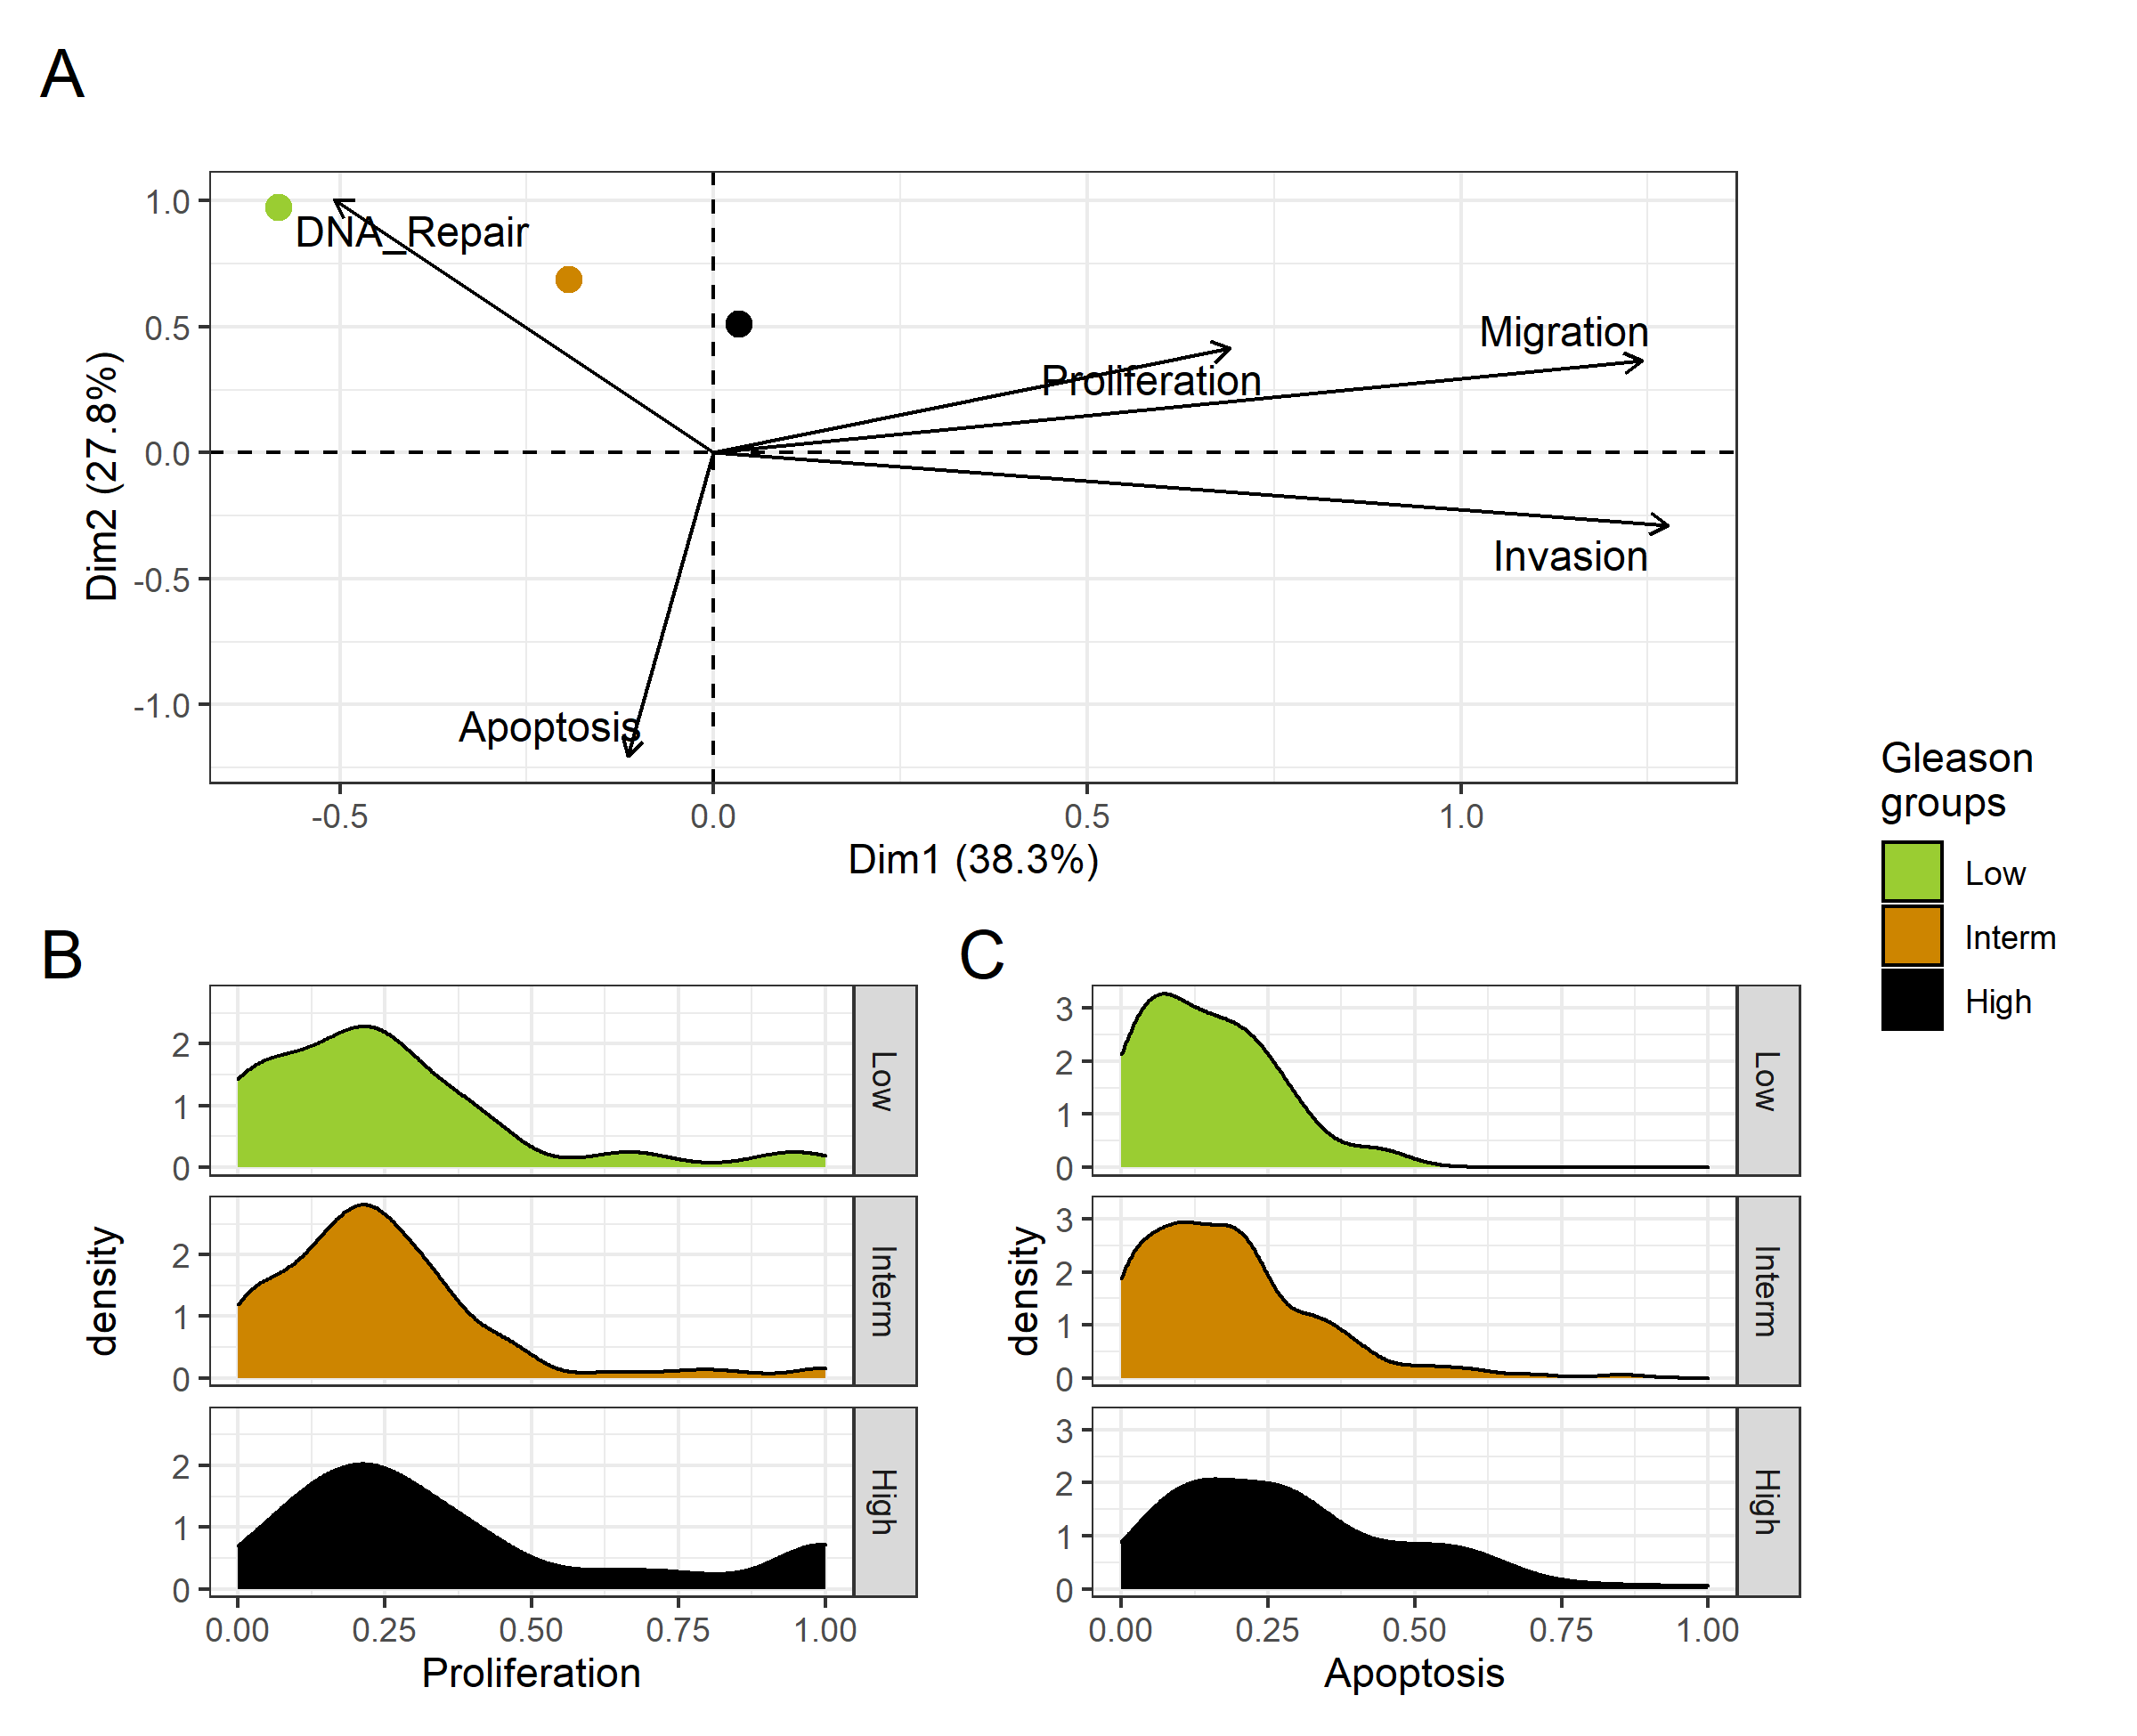 A
1.0
0.5
0.0
-0.5
-1.0
Dim2 (27.8%)
DNA_Repair
Migration
Proliferation
Invasion
Apoptosis
-0.5 0.0 0.5 1.0
Dim1 (38.3%)
Gleason
groups
Low
Interm
High
B
density
2
1
0
Low
2
1
0
Interm
2
1
0
High
0.00 0.25 0.50 0.75 1.00
Proliferation
C
density
3
2
1
0
Low
3
2
1
0
Interm
3
2
1
0
High
0.00 0.25 0.50 0.75 1.00
Apoptosis